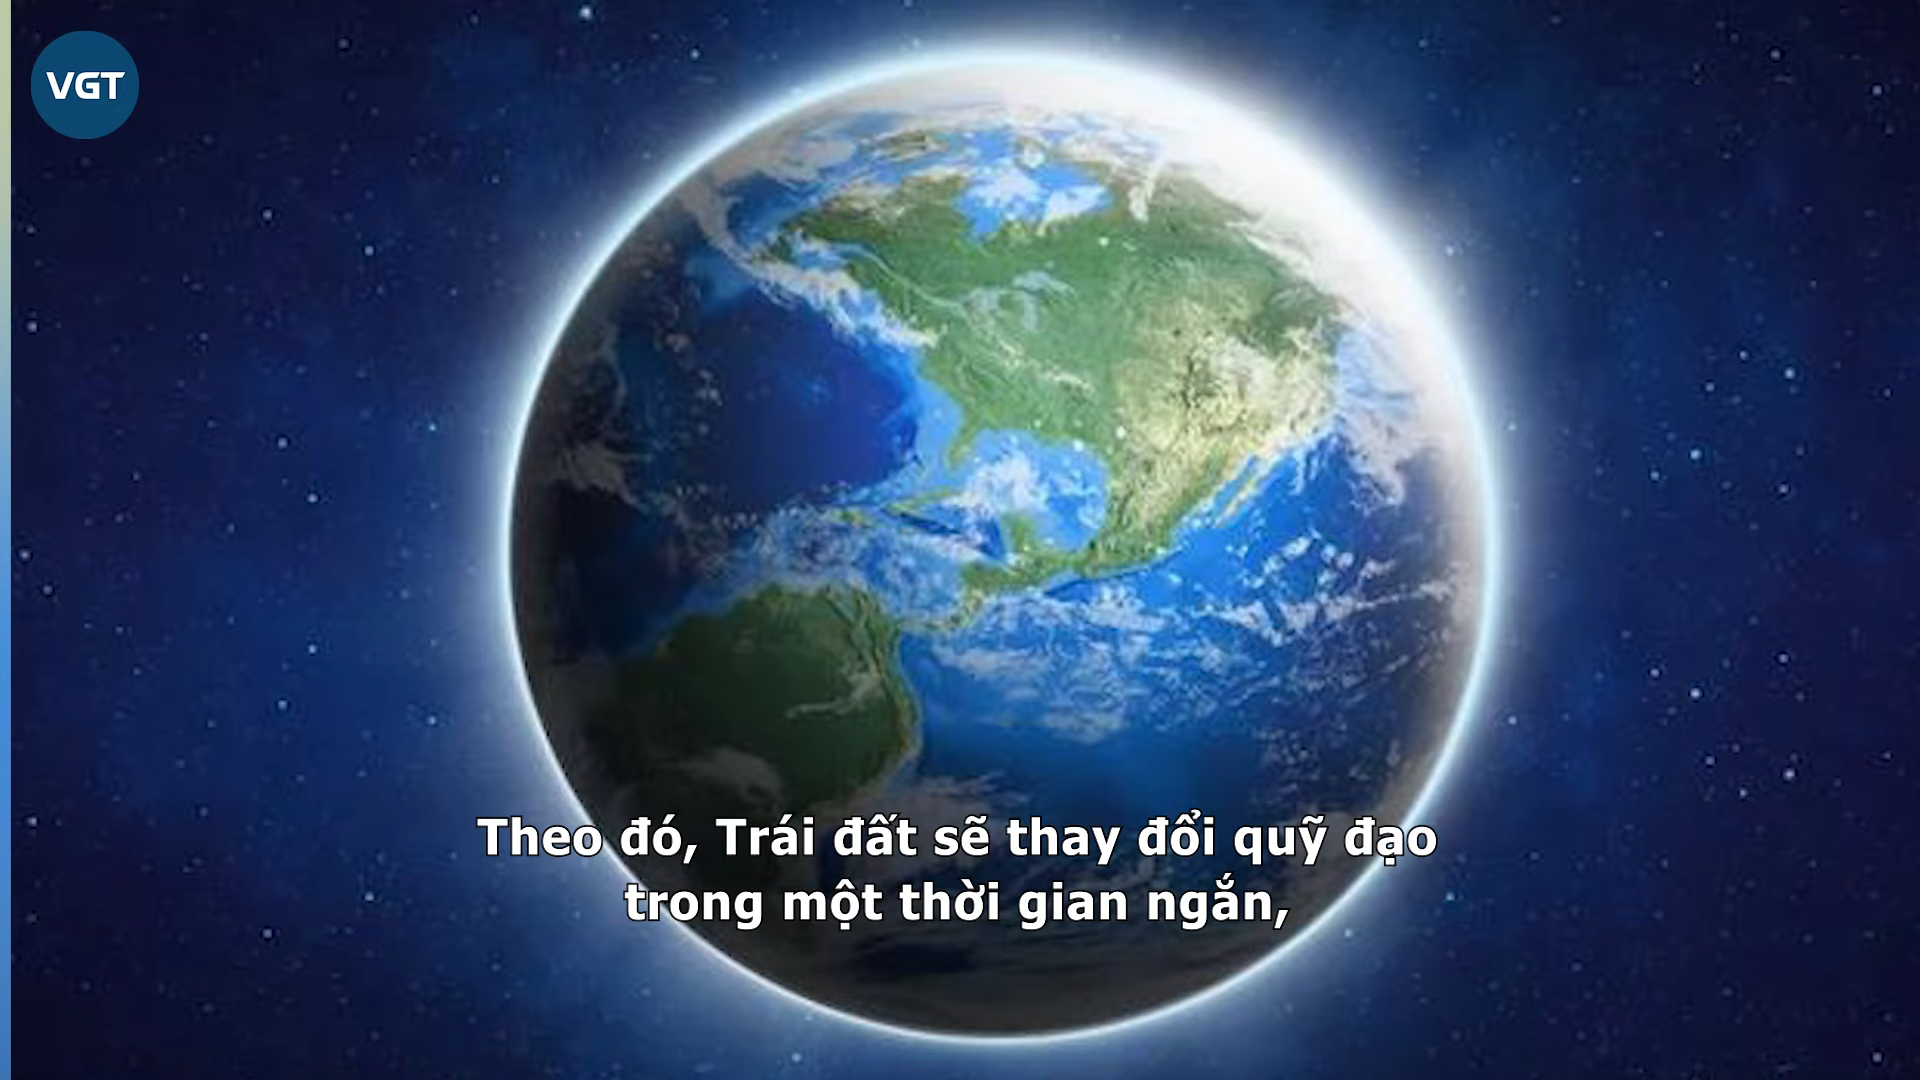 VGT
Theo đó, Trái đất sẽ thay đổi quỹ đạo
trong một thời gian ngắn,